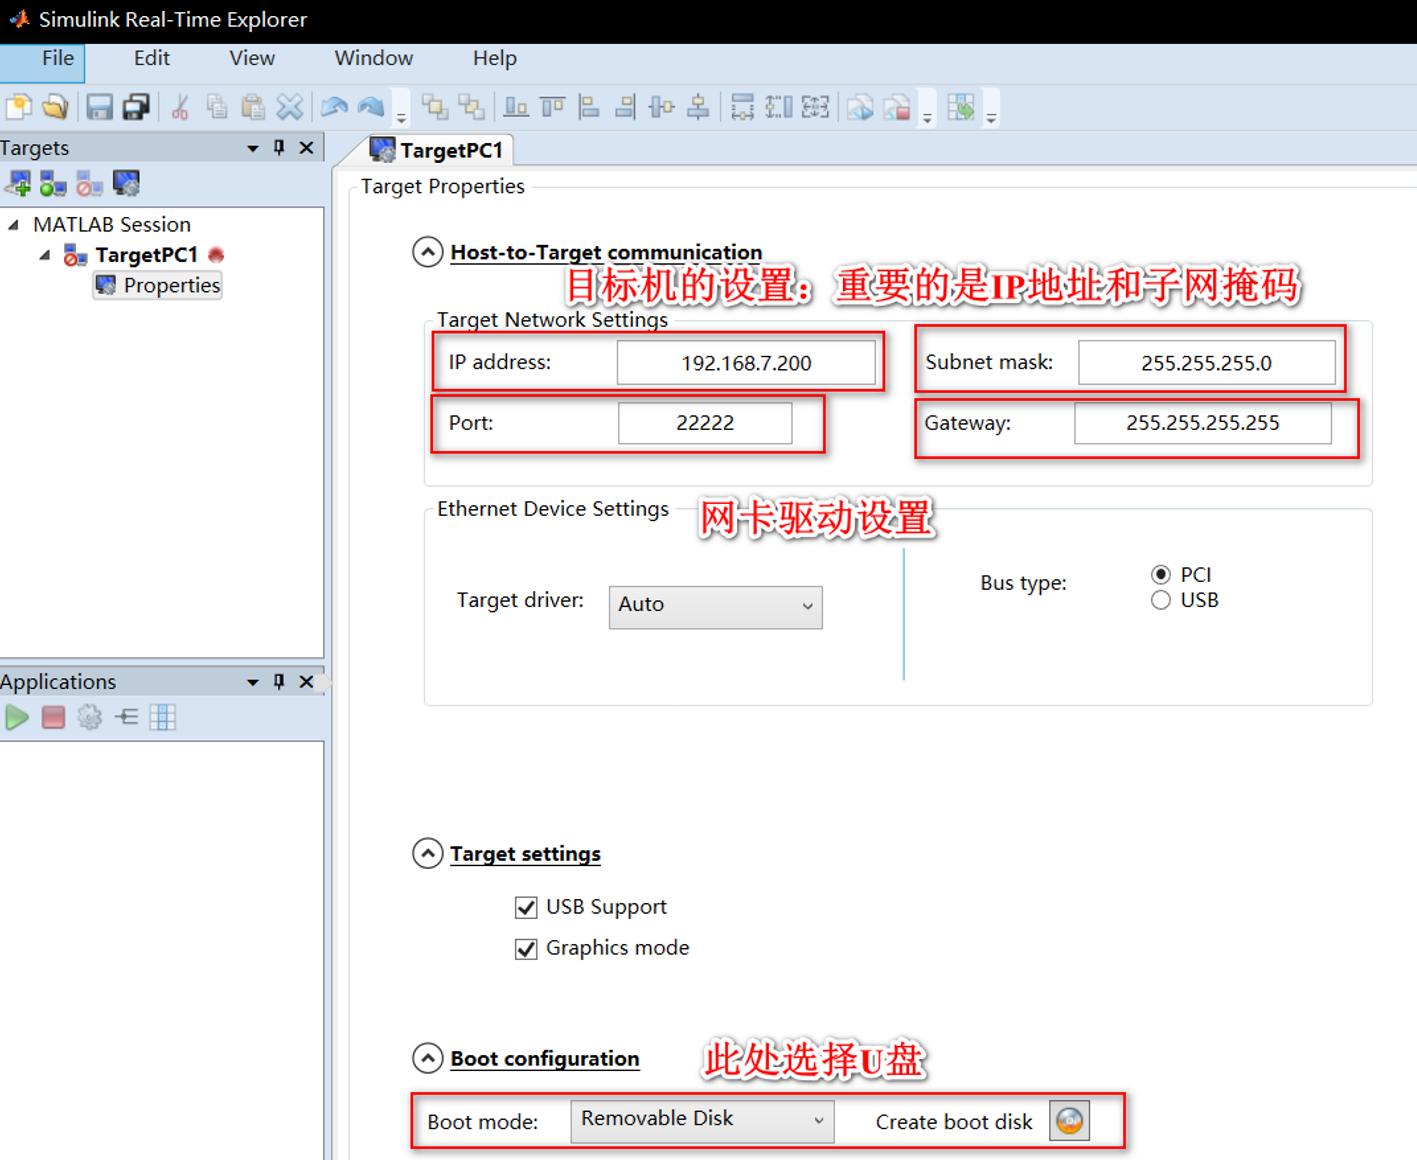 Simulink Real-Time Explorer
File Edit View Window Help
Targets
TargetPC1
MATLAB Session
TargetPC1
Properties
Target Properties
Host-to-Target communication
目标机的设置：重要的是IP地址和子网掩码
Target Network Settings
IP address: 192.168.7.200 Subnet mask: 255.255.255.0
Port: 22222 Gateway: 255.255.255.255
Ethernet Device Settings 网卡驱动设置
Target driver: Auto Bus type: PCI
USB
Applications
Target settings
USB Support
Graphics mode
Boot configuration 此处选择U盘
Boot mode: Removable Disk Create boot disk